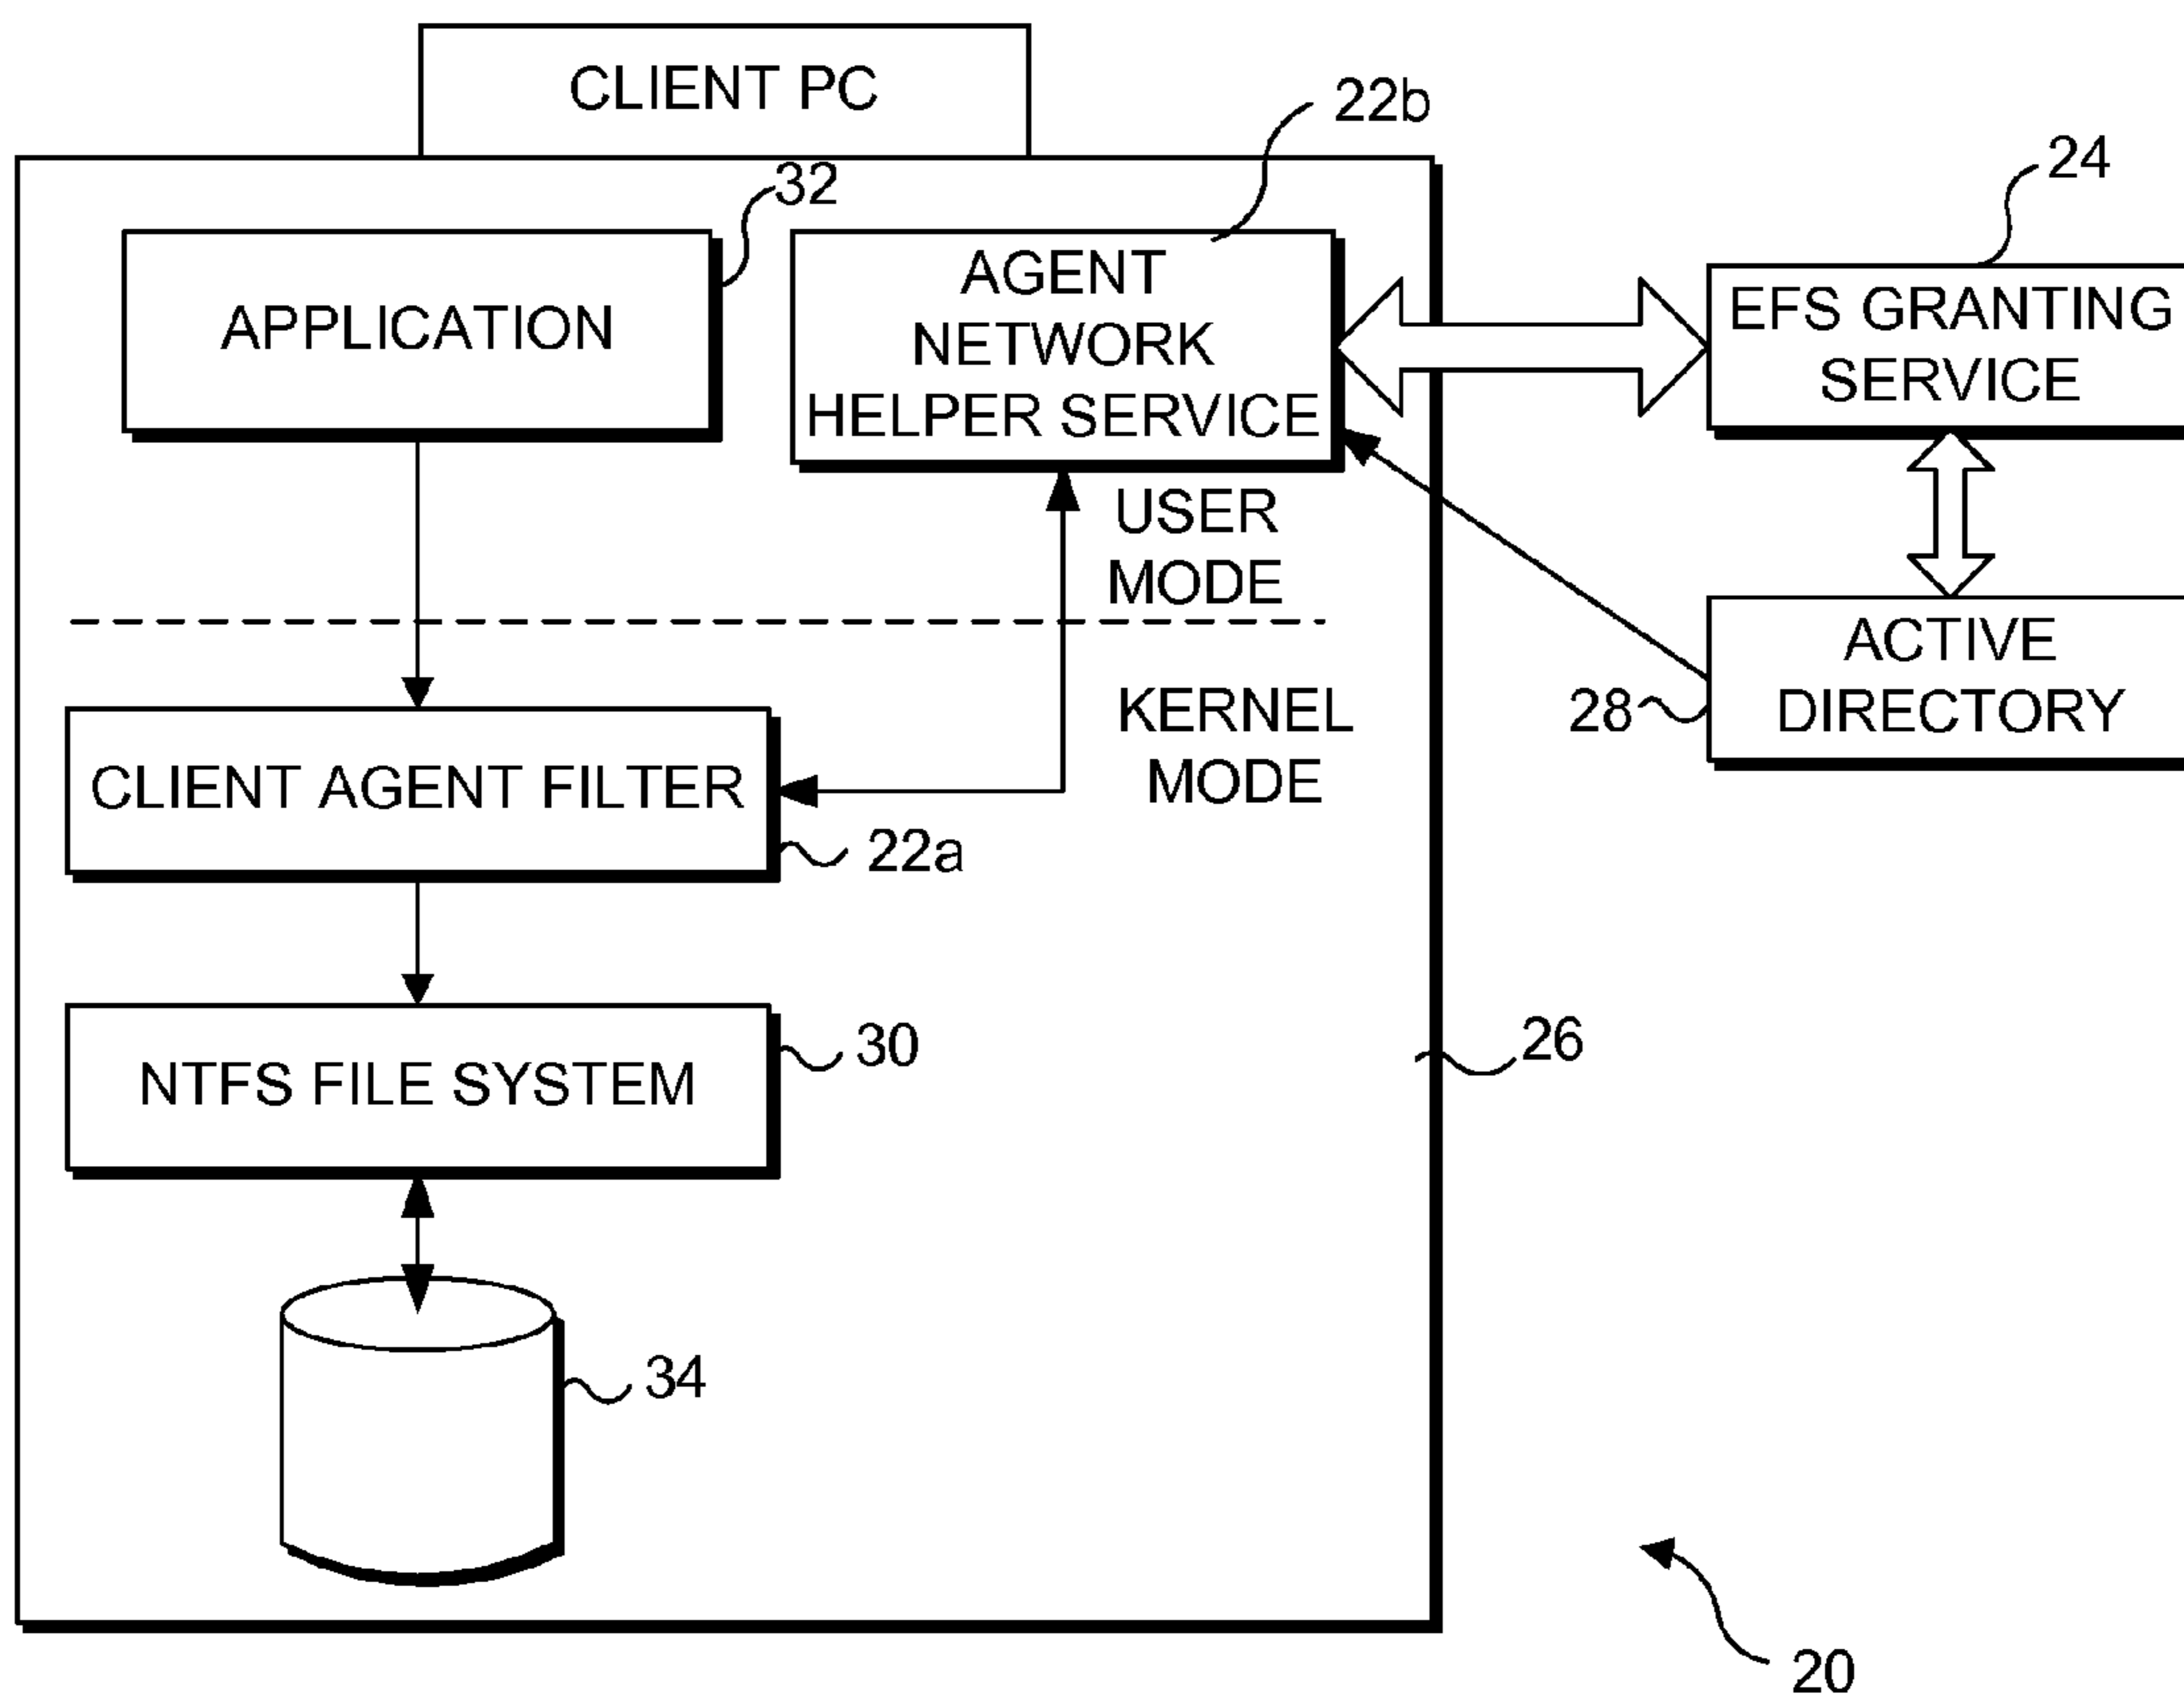 CLIENT PC
22b
24
32
APPLICATION
AGENT
NETWORK
HELPER SERVICE
EFS GRANTING
SERVICE
USER
MODE
ACTIVE
DIRECTORY
28
KERNEL
MODE
CLIENT AGENT FILTER
22a
NTFS FILE SYSTEM
30
26
34
20